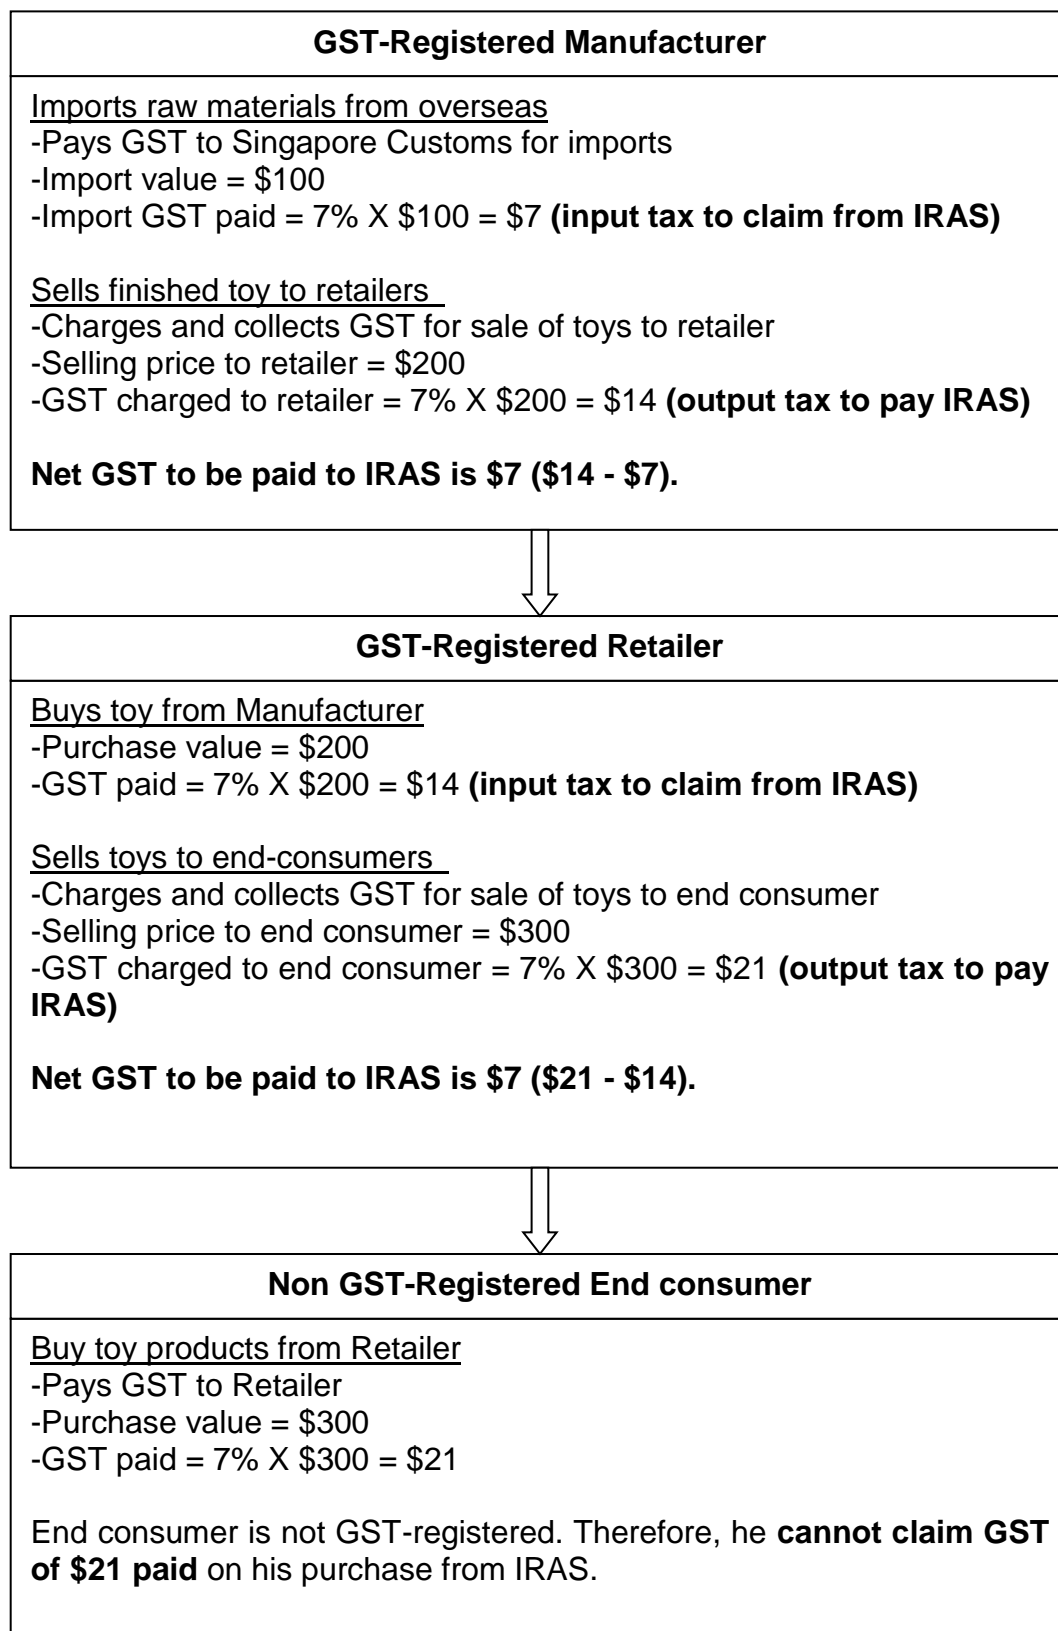 GST-Registered Manufacturer
Imports raw materials from overseas
-Pays GST to Singapore Customs for imports
-Import value = $100
-Import GST paid = 7% X $100 = $7 (input tax to claim from IRAS)
Sells finished toy to retailers
-Charges and collects GST for sale of toys to retailer
-Selling price to retailer = $200
-GST charged to retailer = 7% X $200 = $14 (output tax to pay IRAS)
Net GST to be paid to IRAS is $7 ($14 - $7).
GST-Registered Retailer
Buys toy from Manufacturer
-Purchase value = $200
-GST paid = 7% X $200 = $14 (input tax to claim from IRAS)
Sells toys to end-consumers
-Charges and collects GST for sale of toys to end consumer
-Selling price to end consumer = $300
-GST charged to end consumer = 7% X $300 = $21 (output tax to pay
IRAS)
Net GST to be paid to IRAS is $7 ($21 - $14).
Non GST-Registered End consumer
Buy toy products from Retailer
-Pays GST to Retailer
-Purchase value = $300
-GST paid = 7% X $300 = $21
End consumer is not GST-registered. Therefore, he cannot claim GST
of $21 paid on his purchase from IRAS.